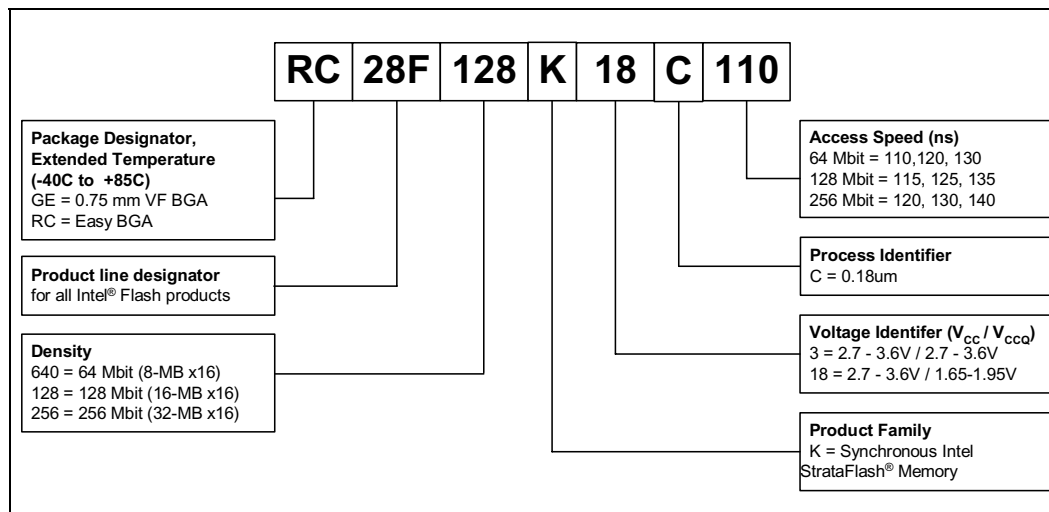 RC 28F 128 K 18 C 110
Package Designator,
Extended Temperature
(-40C to +85C)
GE = 0.75 mm VF BGA
RC = Easy BGA
Product line designator
for all Intel® Flash products
Density
640 = 64 Mbit (8-MB x16)
128 = 128 Mbit (16-MB x16)
256 = 256 Mbit (32-MB x16)
Access Speed (ns)
64 Mbit = 110,120, 130
128 Mbit = 115, 125, 135
256 Mbit = 120, 130, 140
Process Identifier
C = 0.18um
Voltage Identifer (VCC / VCCQ)
3 = 2.7 - 3.6V / 2.7 - 3.6V
18 = 2.7 - 3.6V / 1.65-1.95V
Product Family
K = Synchronous Intel
StrataFlash® Memory